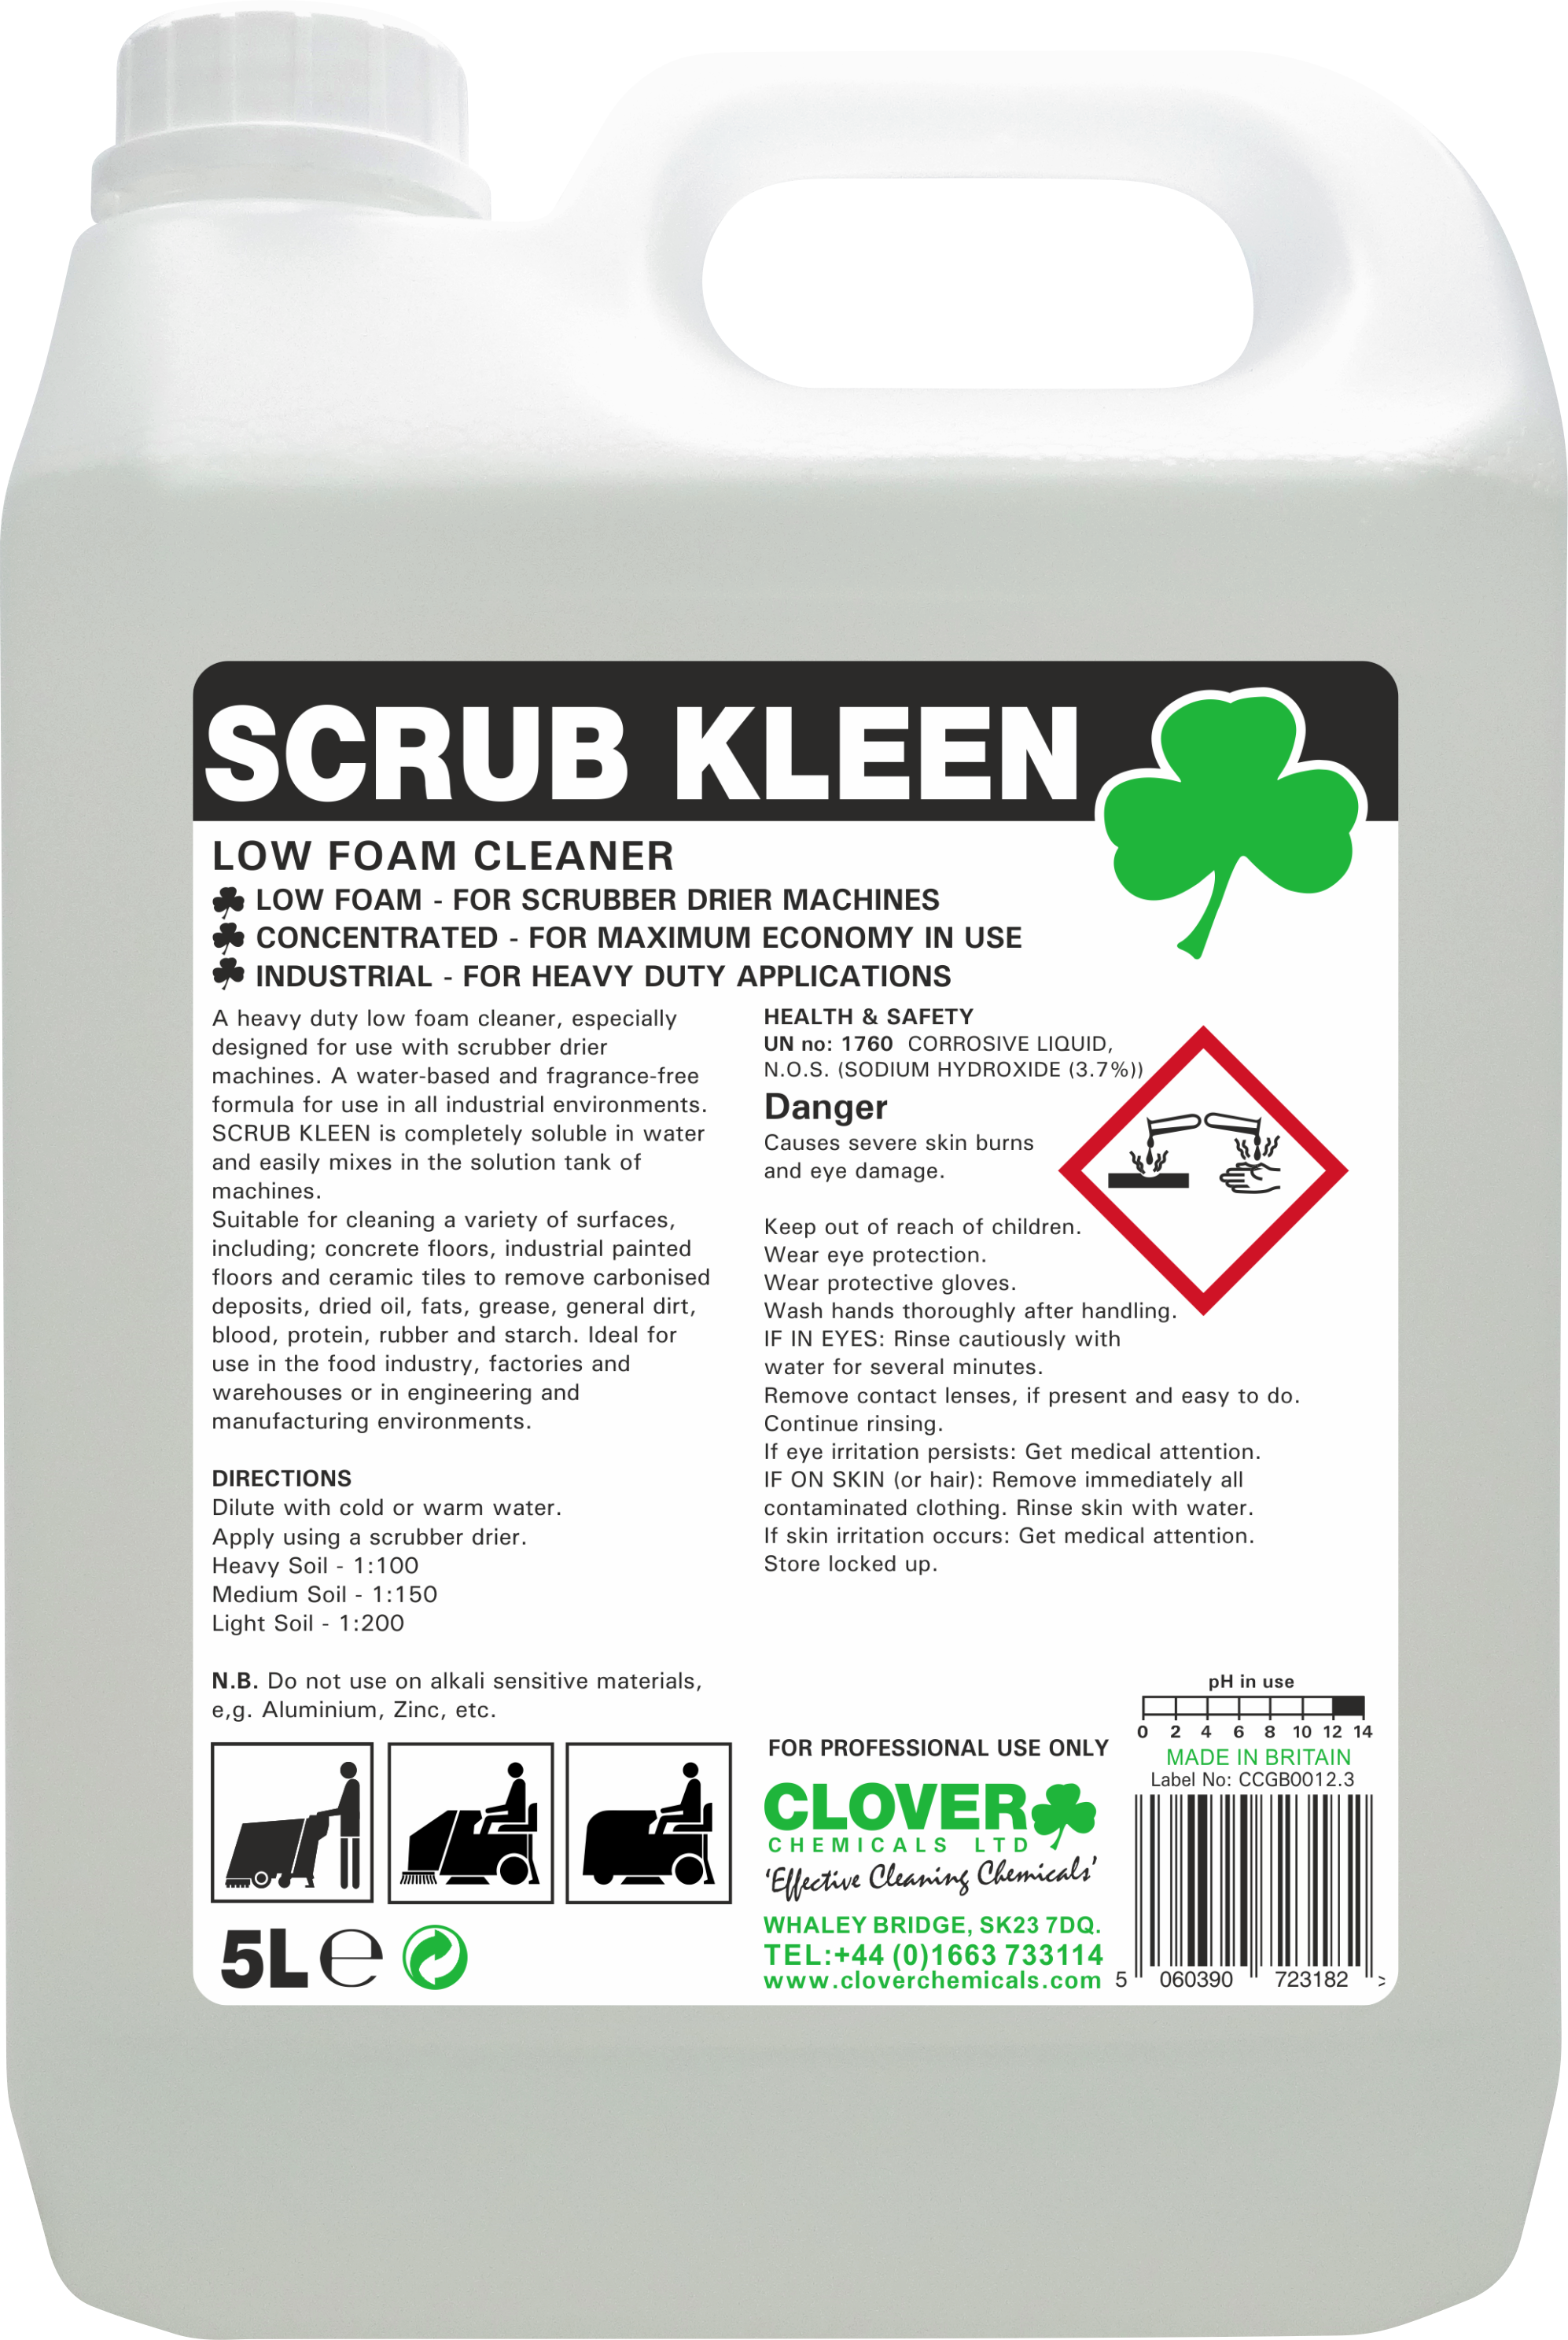 SCRUB KLEEN
LOW FOAM CLEANER
LOW FOAM - FOR SCRUBBER DRIER MACHINES
CONCENTRATED - FOR MAXIMUM ECONOMY IN USE
INDUSTRIAL - FOR HEAVY DUTY APPLICATIONS
A heavy duty low foam cleaner, especially
designed for use with scrubber drier
machines. A water-based and fragrance-free
formula for use in all industrial environments.
SCRUB KLEEN is completely soluble in water
and easily mixes in the solution tank of
machines.
Suitable for cleaning a variety of surfaces,
including; concrete floors, industrial painted
floors and ceramic tiles to remove carbonised
deposits, dried oil, fats, grease, general dirt,
blood, protein, rubber and starch. Ideal for
use in the food industry, factories and
warehouses or in engineering and
manufacturing environments.
DIRECTIONS
Dilute with cold or warm water.
Apply using a scrubber drier.
Heavy Soil - 1:100
Medium Soil - 1:150
Light Soil - 1:200
N.B. Do not use on alkali sensitive materials,
e,g. Aluminium, Zinc, etc.
5L e
HEALTH & SAFETY
UN no: 1760 CORROSIVE LIQUID,
N.O.S. (SODIUM HYDROXIDE (3.7%))
Danger
Causes severe skin burns
and eye damage.
Keep out of reach of children.
Wear eye protection.
Wear protective gloves.
Wash hands thoroughly after handling.
IF IN EYES: Rinse cautiously with
water for several minutes.
Remove contact lenses, if present and easy to do.
Continue rinsing.
If eye irritation persists: Get medical attention.
IF ON SKIN (or hair): Remove immediately all
contaminated clothing. Rinse skin with water.
If skin irritation occurs: Get medical attention.
Store locked up.
FOR PROFESSIONAL USE ONLY
CLOVER
CHEMICALS LTD
'Effective Cleaning Chemicals'
WHALEY BRIDGE, SK23 7DQ.
TEL:+44 (0)1663 733114
www.cloverchemicals.com
pH in use
0 2 4 6 8 10 12 14
MADE IN BRITAIN
Label No: CCGB0012.3
5 060390 723182 >